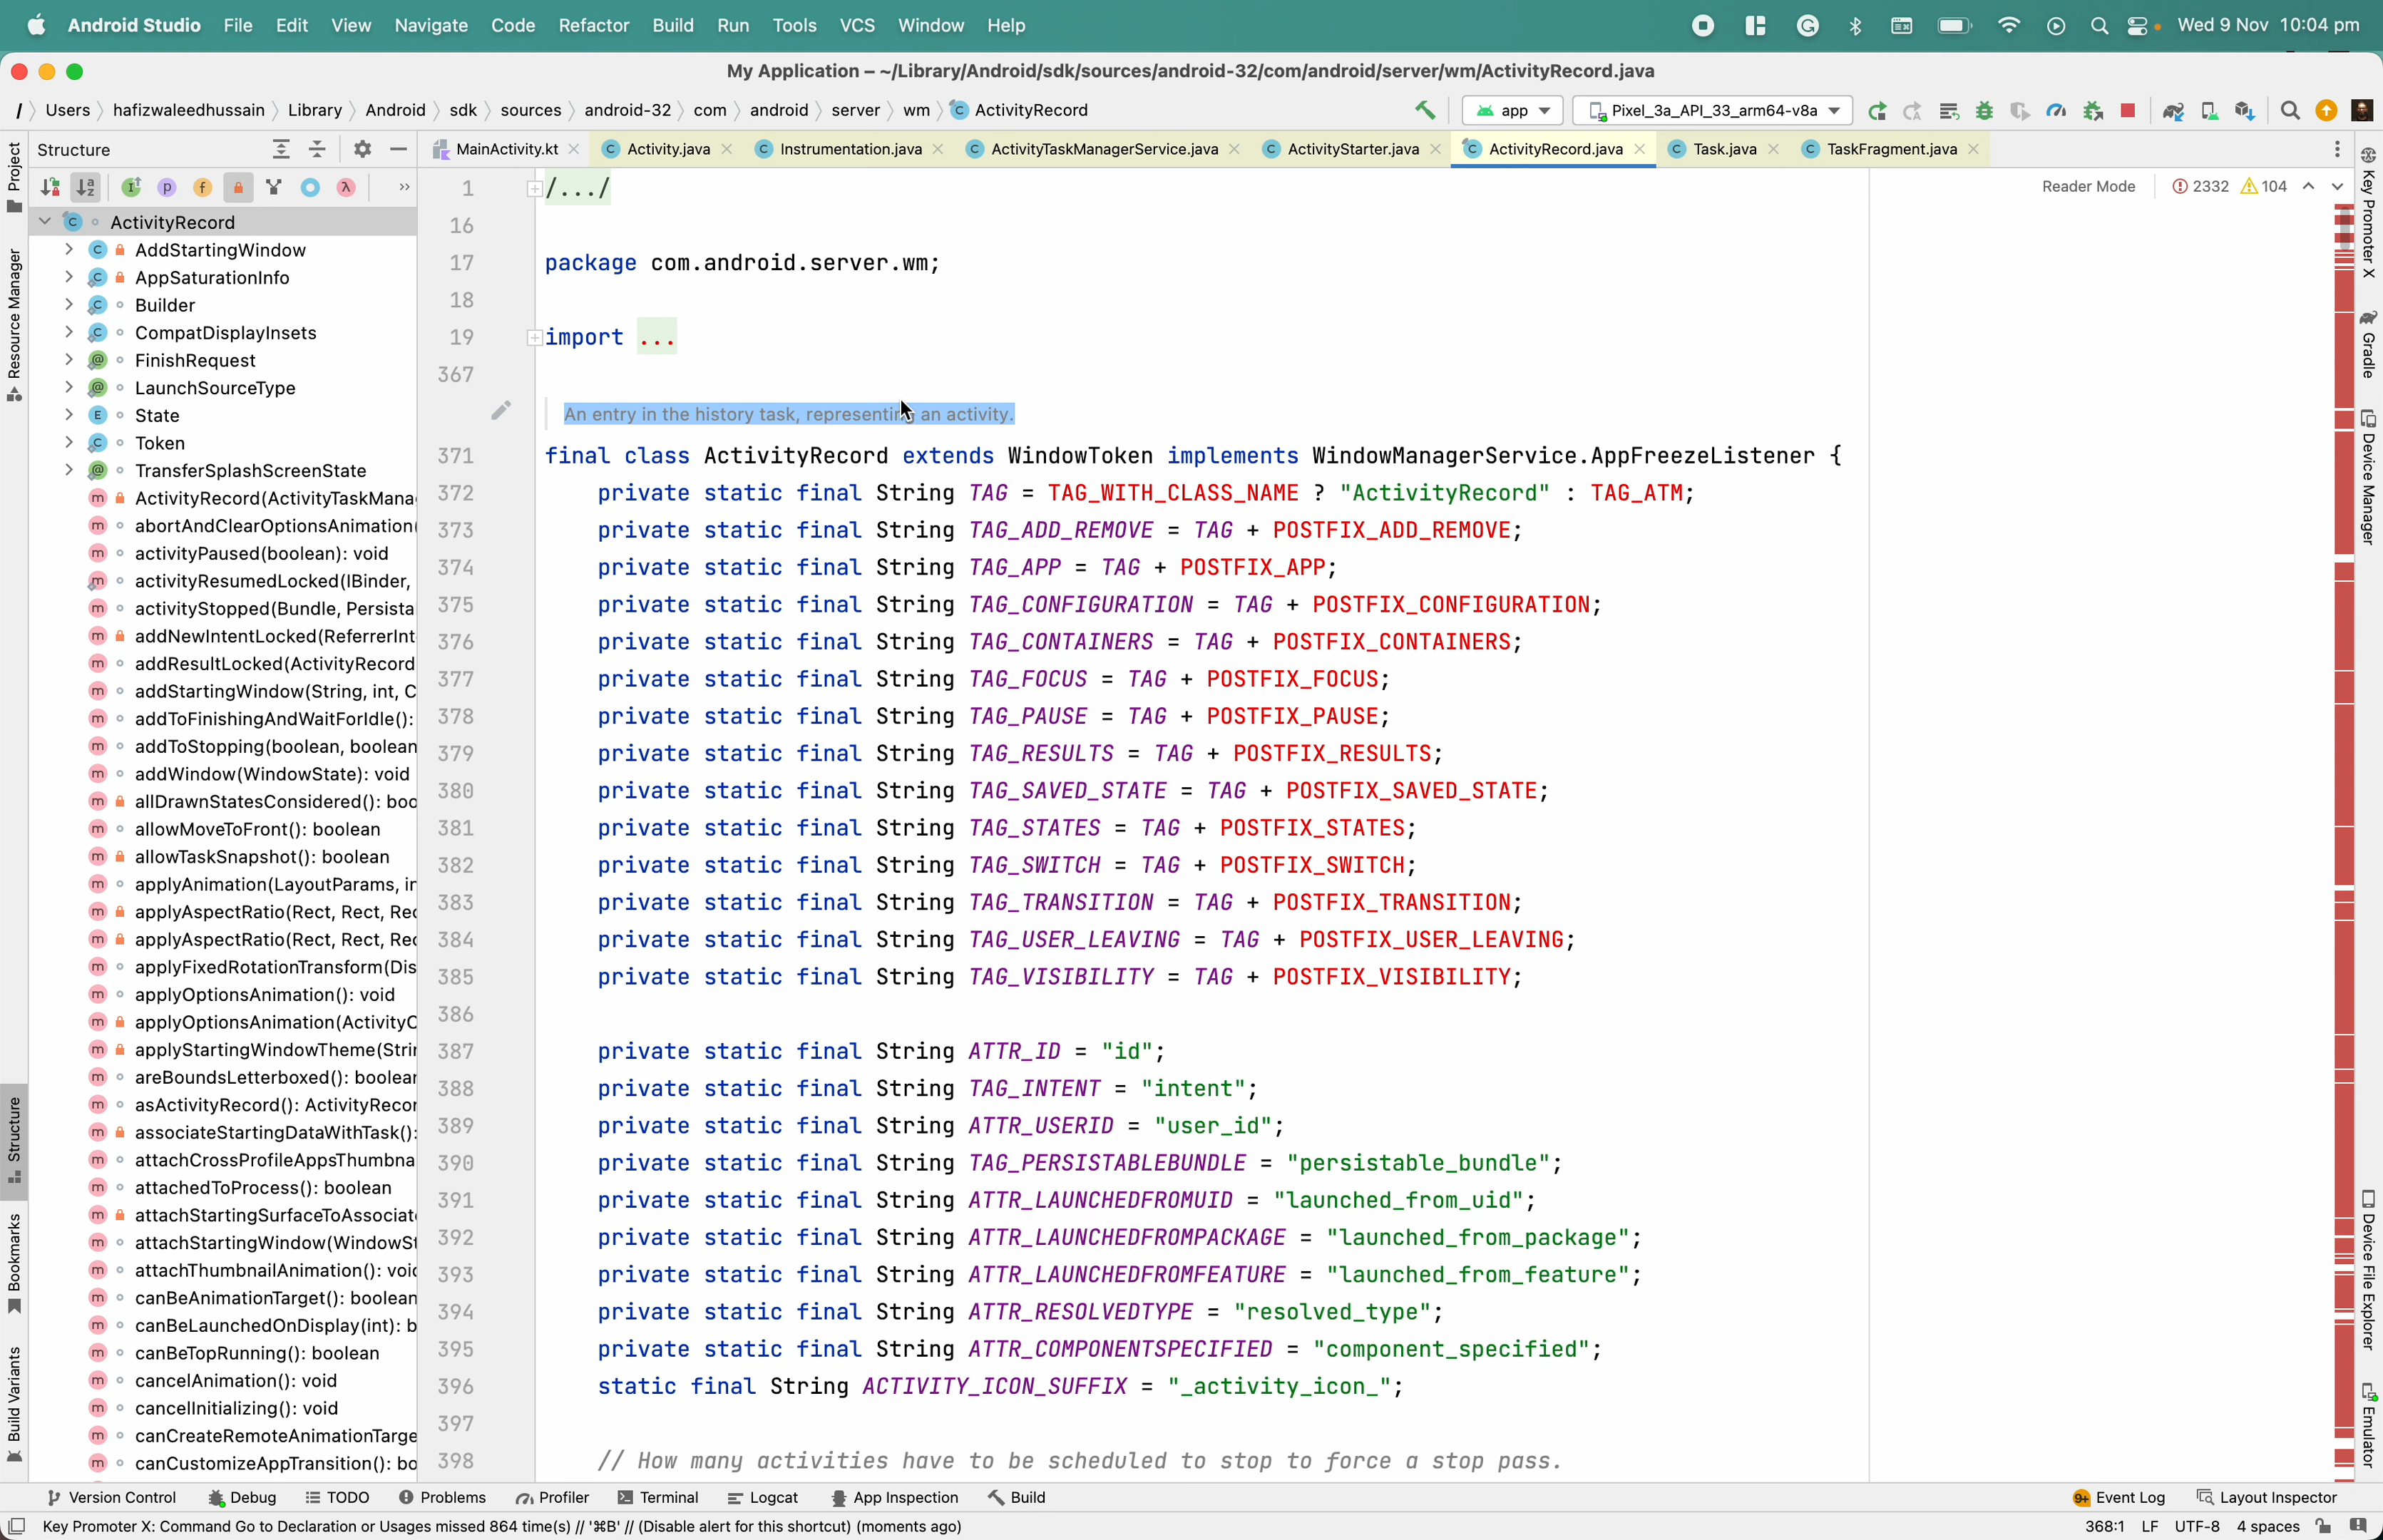 Android Studio File Edit View Navigate Code Refactor Build Run Tools VCS Window Help Wed 9 Nov 10:04 pm
My Application – ~/Library/Android/sdk/sources/android-32/com/android/server/wm/ActivityRecord.java
/ Users hafizwaleedhussain Library Android sdk sources android-32 com android server wm ActivityRecord app Pixel_3a_API_33_arm64-v8a
Structure
MainActivity.kt Activity.java Instrumentation.java ActivityTaskManagerService.java ActivityStarter.java ActivityRecord.java Task.java TaskFragment.java
Reader Mode 2332 104
Project
Resource Manager
Structure
Bookmarks
Build Variants
ActivityRecord
AddStartingWindow
AppSaturationInfo
Builder
CompatDisplayInsets
FinishRequest
LaunchSourceType
State
Token
TransferSplashScreenState
ActivityRecord(ActivityTaskMana
abortAndClearOptionsAnimation(
activityPaused(boolean): void
activityResumedLocked(IBinder,
activityStopped(Bundle, Persista
addNewIntentLocked(ReferrerInt
addResultLocked(ActivityRecord
addStartingWindow(String, int, C
addToFinishingAndWaitForIdle():
addToStopping(boolean, boolean
addWindow(WindowState): void
allDrawnStatesConsidered(): boo
allowMoveToFront(): boolean
allowTaskSnapshot(): boolean
applyAnimation(LayoutParams, in
applyAspectRatio(Rect, Rect, Rec
applyAspectRatio(Rect, Rect, Rec
applyFixedRotationTransform(Dis
applyOptionsAnimation(): void
applyOptionsAnimation(ActivityO
applyStartingWindowTheme(Strin
areBoundsLetterboxed(): boolean
asActivityRecord(): ActivityRecor
associateStartingDataWithTask():
attachCrossProfileAppsThumbna
attachedToProcess(): boolean
attachStartingSurfaceToAssociat
attachStartingWindow(WindowSt
attachThumbnailAnimation(): void
canBeAnimationTarget(): boolean
canBeLaunchedOnDisplay(int): b
canBeTopRunning(): boolean
cancelAnimation(): void
cancelInitializing(): void
canCreateRemoteAnimationTarge
canCustomizeAppTransition(): bo
1 /.../
16
17 package com.android.server.wm;
18
19 import ...
367
An entry in the history task, representing an activity.
371 final class ActivityRecord extends WindowToken implements WindowManagerService.AppFreezeListener {
372 private static final String TAG = TAG_WITH_CLASS_NAME ? "ActivityRecord" : TAG_ATM;
373 private static final String TAG_ADD_REMOVE = TAG + POSTFIX_ADD_REMOVE;
374 private static final String TAG_APP = TAG + POSTFIX_APP;
375 private static final String TAG_CONFIGURATION = TAG + POSTFIX_CONFIGURATION;
376 private static final String TAG_CONTAINERS = TAG + POSTFIX_CONTAINERS;
377 private static final String TAG_FOCUS = TAG + POSTFIX_FOCUS;
378 private static final String TAG_PAUSE = TAG + POSTFIX_PAUSE;
379 private static final String TAG_RESULTS = TAG + POSTFIX_RESULTS;
380 private static final String TAG_SAVED_STATE = TAG + POSTFIX_SAVED_STATE;
381 private static final String TAG_STATES = TAG + POSTFIX_STATES;
382 private static final String TAG_SWITCH = TAG + POSTFIX_SWITCH;
383 private static final String TAG_TRANSITION = TAG + POSTFIX_TRANSITION;
384 private static final String TAG_USER_LEAVING = TAG + POSTFIX_USER_LEAVING;
385 private static final String TAG_VISIBILITY = TAG + POSTFIX_VISIBILITY;
386
387 private static final String ATTR_ID = "id";
388 private static final String TAG_INTENT = "intent";
389 private static final String ATTR_USERID = "user_id";
390 private static final String TAG_PERSISTABLEBUNDLE = "persistable_bundle";
391 private static final String ATTR_LAUNCHEDFROMUID = "launched_from_uid";
392 private static final String ATTR_LAUNCHEDFROMPACKAGE = "launched_from_package";
393 private static final String ATTR_LAUNCHEDFROMFEATURE = "launched_from_feature";
394 private static final String ATTR_RESOLVEDTYPE = "resolved_type";
395 private static final String ATTR_COMPONENTSPECIFIED = "component_specified";
396 static final String ACTIVITY_ICON_SUFFIX = "_activity_icon_";
397
398 // How many activities have to be scheduled to stop to force a stop pass.
Key Promoter X
Gradle
Device Manager
Device File Explorer
Emulator
Version Control Debug TODO Problems Profiler Terminal Logcat App Inspection Build 9+ Event Log Layout Inspector
Key Promoter X: Command Go to Declaration or Usages missed 864 time(s) // '⌘B' // (Disable alert for this shortcut) (moments ago) 368:1 LF UTF-8 4 spaces